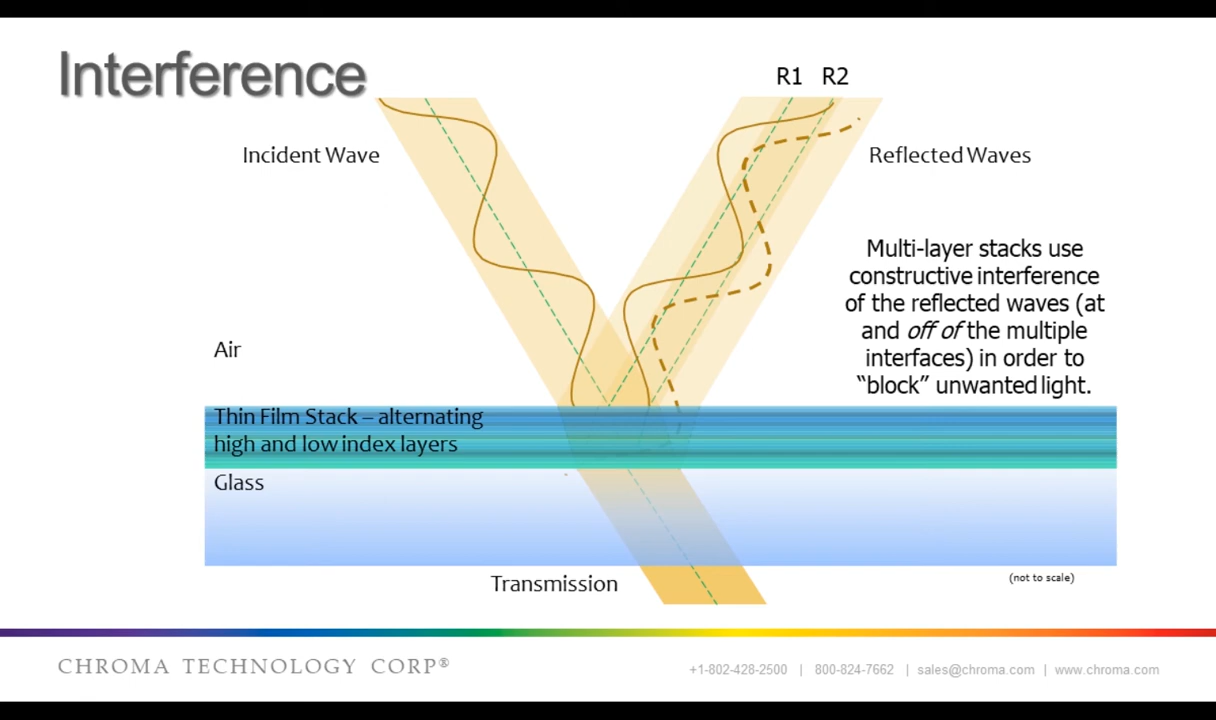 Interference
R1 R2
Incident Wave
Reflected Waves
Multi-layer stacks use
constructive interference
of the reflected waves (at
and off of the multiple
interfaces) in order to
“block” unwanted light.
Air
Thin Film Stack – alternating
high and low index layers
Glass
Transmission
(not to scale)
CHROMA TECHNOLOGY CORP®
+1-802-428-2500 | 800-824-7662 | sales@chroma.com | www.chroma.com